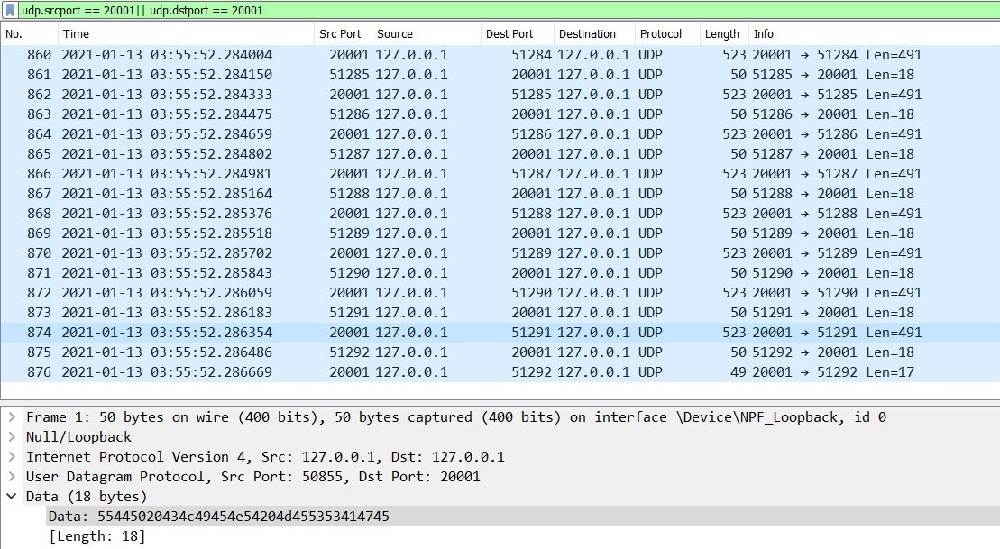 udp.srcport == 20001|| udp.dstport == 20001
No. Time Src Port Source Dest Port Destination Protocol Length Info
860 2021-01-13 03:55:52.284004 20001 127.0.0.1 51284 127.0.0.1 UDP 523 20001 → 51284 Len=491
861 2021-01-13 03:55:52.284150 51285 127.0.0.1 20001 127.0.0.1 UDP 50 51285 → 20001 Len=18
862 2021-01-13 03:55:52.284333 20001 127.0.0.1 51285 127.0.0.1 UDP 523 20001 → 51285 Len=491
863 2021-01-13 03:55:52.284475 51286 127.0.0.1 20001 127.0.0.1 UDP 50 51286 → 20001 Len=18
864 2021-01-13 03:55:52.284659 20001 127.0.0.1 51286 127.0.0.1 UDP 523 20001 → 51286 Len=491
865 2021-01-13 03:55:52.284802 51287 127.0.0.1 20001 127.0.0.1 UDP 50 51287 → 20001 Len=18
866 2021-01-13 03:55:52.284981 20001 127.0.0.1 51287 127.0.0.1 UDP 523 20001 → 51287 Len=491
867 2021-01-13 03:55:52.285164 51288 127.0.0.1 20001 127.0.0.1 UDP 50 51288 → 20001 Len=18
868 2021-01-13 03:55:52.285376 20001 127.0.0.1 51288 127.0.0.1 UDP 523 20001 → 51288 Len=491
869 2021-01-13 03:55:52.285518 51289 127.0.0.1 20001 127.0.0.1 UDP 50 51289 → 20001 Len=18
870 2021-01-13 03:55:52.285702 20001 127.0.0.1 51289 127.0.0.1 UDP 523 20001 → 51289 Len=491
871 2021-01-13 03:55:52.285843 51290 127.0.0.1 20001 127.0.0.1 UDP 50 51290 → 20001 Len=18
872 2021-01-13 03:55:52.286059 20001 127.0.0.1 51290 127.0.0.1 UDP 523 20001 → 51290 Len=491
873 2021-01-13 03:55:52.286183 51291 127.0.0.1 20001 127.0.0.1 UDP 50 51291 → 20001 Len=18
874 2021-01-13 03:55:52.286354 20001 127.0.0.1 51291 127.0.0.1 UDP 523 20001 → 51291 Len=491
875 2021-01-13 03:55:52.286486 51292 127.0.0.1 20001 127.0.0.1 UDP 50 51292 → 20001 Len=18
876 2021-01-13 03:55:52.286669 20001 127.0.0.1 51292 127.0.0.1 UDP 49 20001 → 51292 Len=17
Frame 1: 50 bytes on wire (400 bits), 50 bytes captured (400 bits) on interface \Device\NPF_Loopback, id 0
Null/Loopback
Internet Protocol Version 4, Src: 127.0.0.1, Dst: 127.0.0.1
User Datagram Protocol, Src Port: 50855, Dst Port: 20001
Data (18 bytes)
Data: 55445020434c49454e54204d455353414745
[Length: 18]